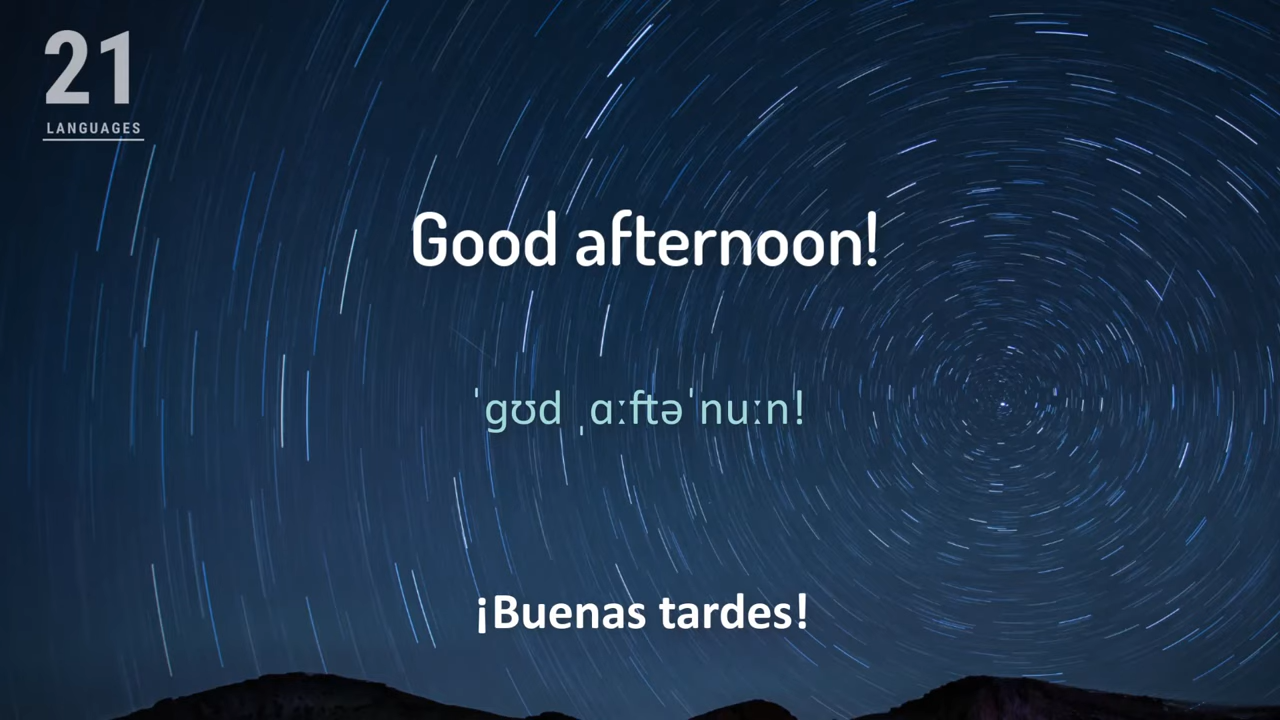 21
LANGUAGES
Good afternoon!
ˈɡʊd ˌɑːftəˈnuːn!
¡Buenas tardes!